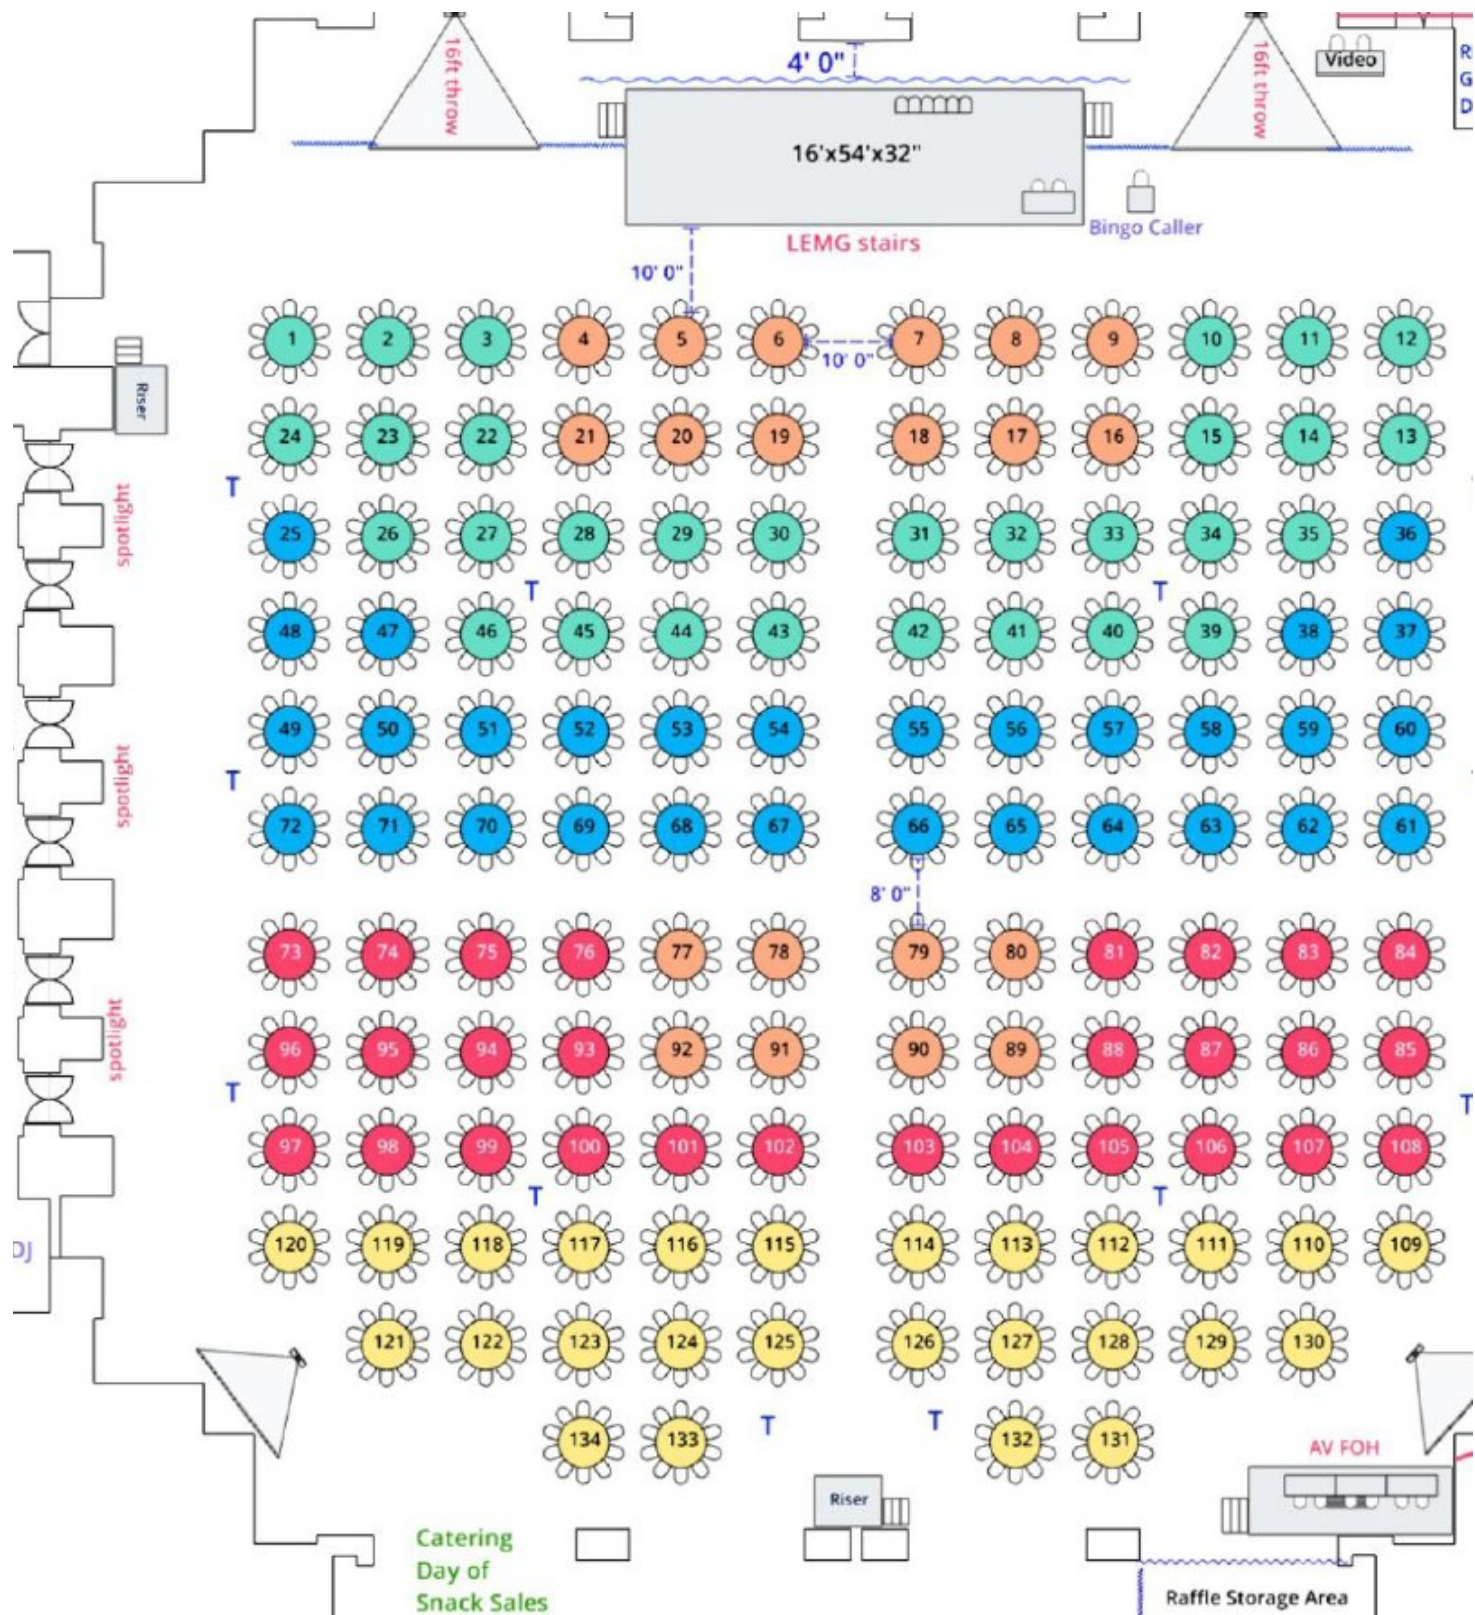 16ft throw
4' 0"
16ft throw
Video
R
G
D
16'x54'x32"
Bingo Caller
LEMG stairs
10' 0"
1 2 3 4 5 6 7 8 9 10 11 12
10' 0"
Riser
24 23 22 21 20 19 18 17 16 15 14 13
T
spotlight
25 26 27 28 29 30 31 32 33 34 35 36
T T
48 47 46 45 44 43 42 41 40 39 38 37
49 50 51 52 53 54 55 56 57 58 59 60
T
spotlight
72 71 70 69 68 67 66 65 64 63 62 61
8' 0"
73 74 75 76 77 78 79 80 81 82 83 84
spotlight
96 95 94 93 92 91 90 89 88 87 86 85
T T
97 98 99 100 101 102 103 104 105 106 107 108
T T
DJ
120 119 118 117 116 115 114 113 112 111 110 109
121 122 123 124 125 126 127 128 129 130
T T
134 133 132 131
AV FOH
Riser
Catering
Day of
Snack Sales
Raffle Storage Area